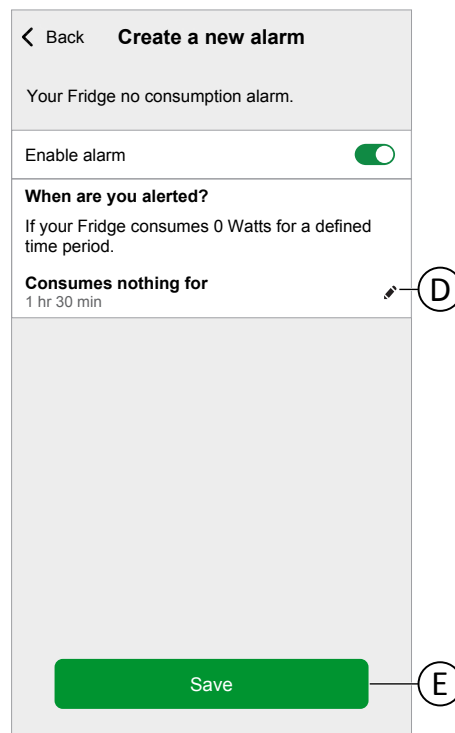 Back Create a new alarm
Your Fridge no consumption alarm.
Enable alarm
When are you alerted?
If your Fridge consumes 0 Watts for a defined
time period.
Consumes nothing for
1 hr 30 min
D
Save
E